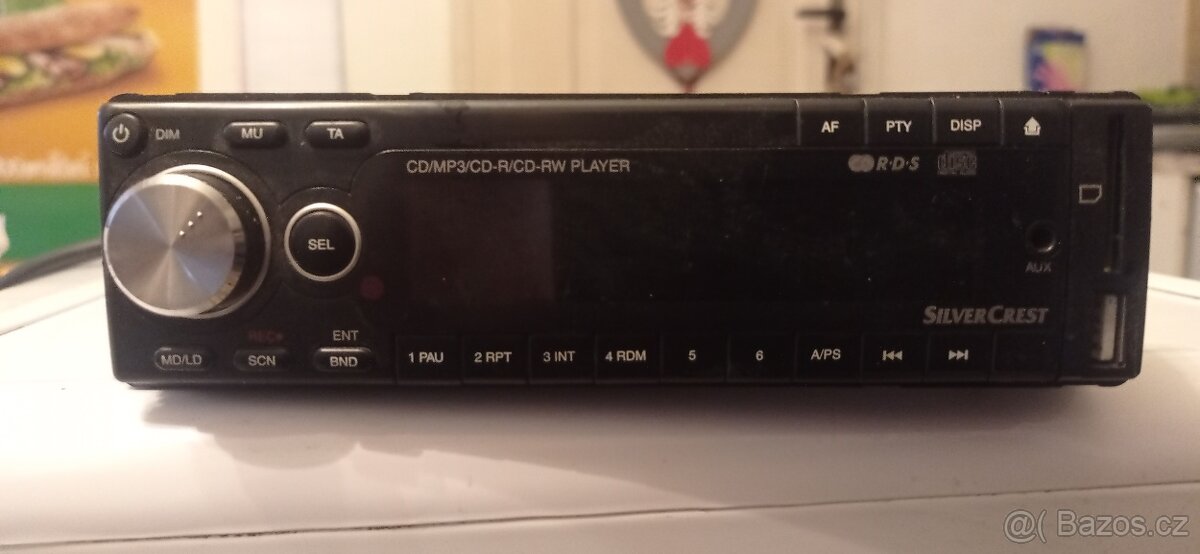 DIM
MU
TA
AF
PTY
DISP
CD/MP3/CD-R/CD-RW PLAYER
R·D·S
SEL
AUX
SILVERCREST
REC●
ENT
MD/LD
SCN
BND
1 PAU
2 RPT
3 INT
4 RDM
5
6
A/PS
@( Bazos.cz